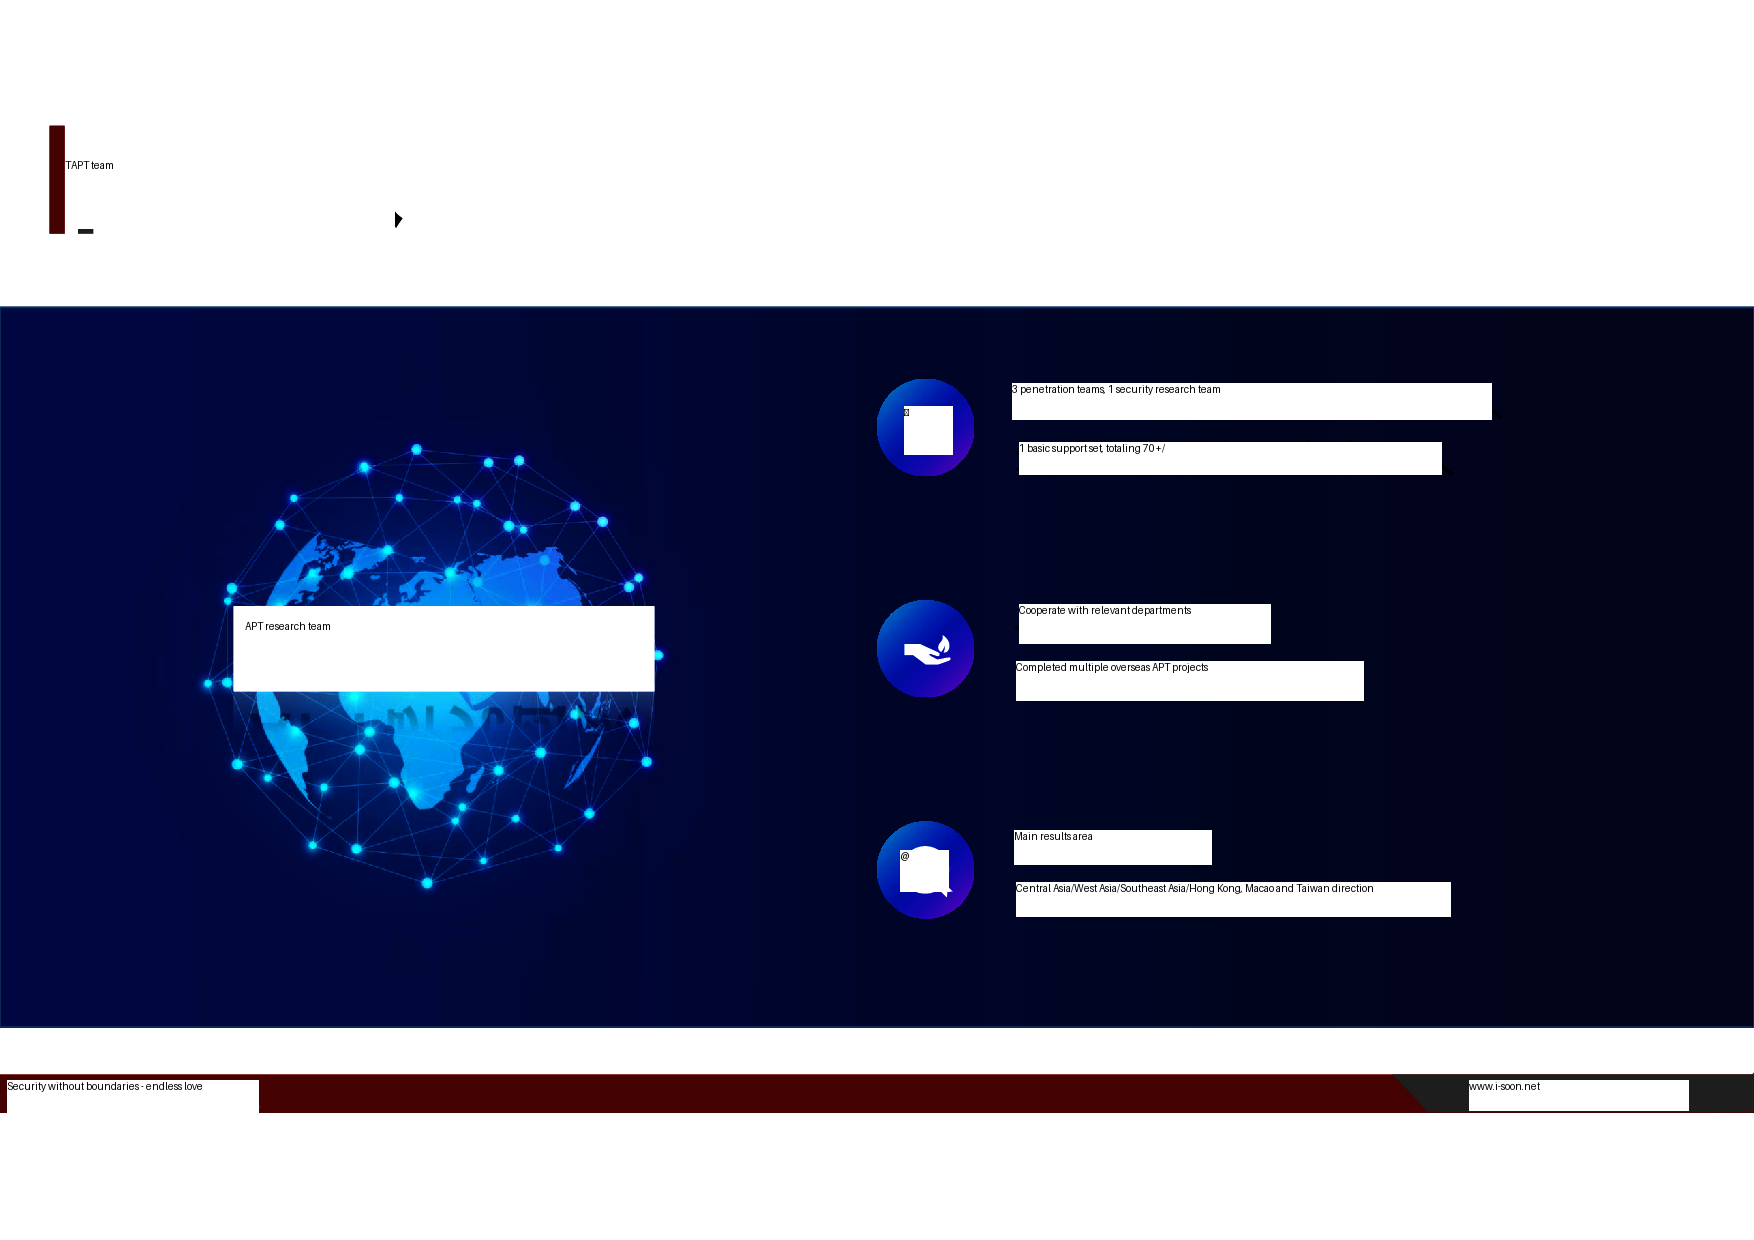 TAPT team
3 penetration teams, 1 security research team
1 basic support set, totaling 70+/
APT research team
Cooperate with relevant departments
Completed multiple overseas APT projects
Main results area
@
Central Asia/West Asia/Southeast Asia/Hong Kong, Macao and Taiwan direction
Security without boundaries - endless love
www.i-soon.net